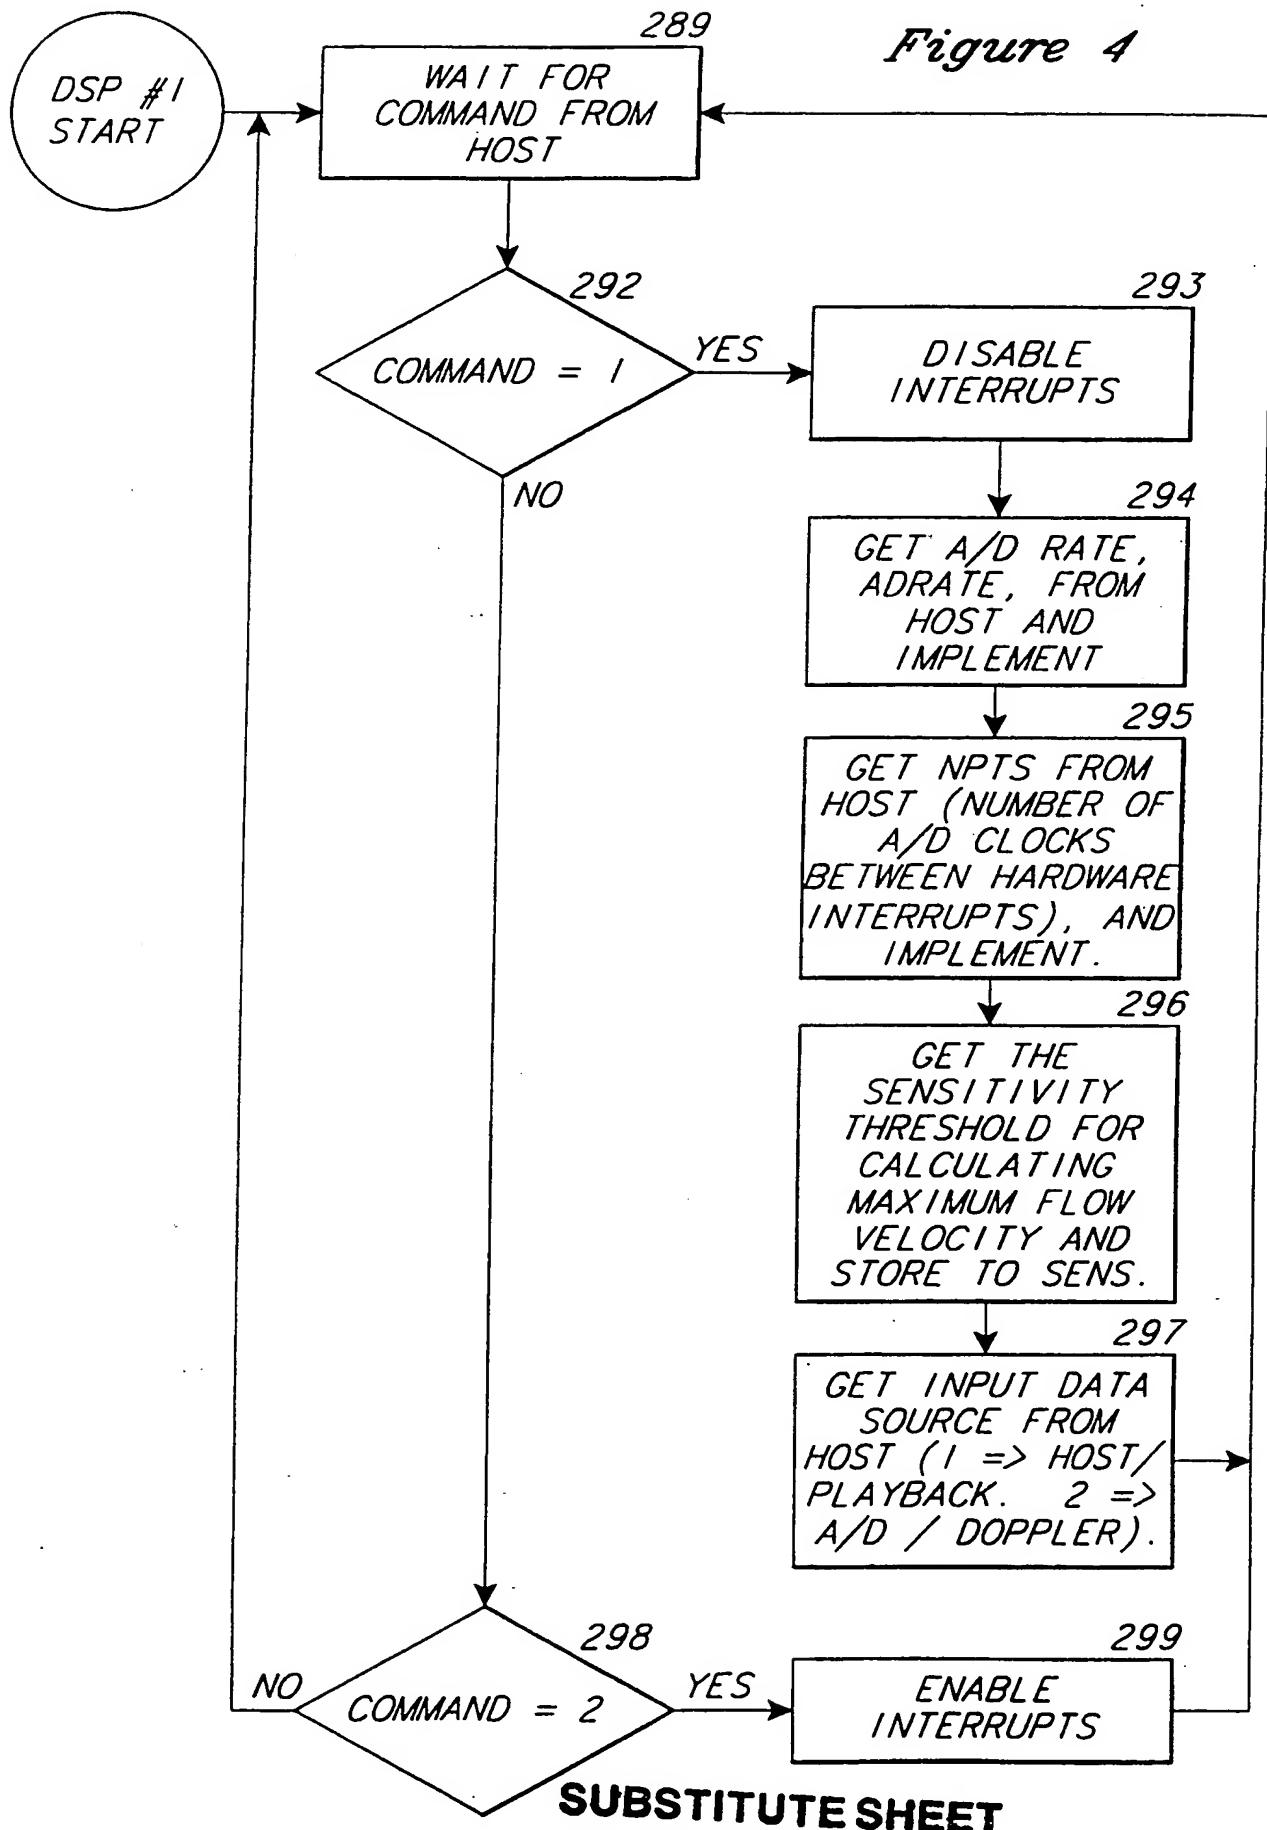 Figure 4
DSP #1
START
289
WAIT FOR
COMMAND FROM
HOST
292
COMMAND = 1
YES
NO
293
DISABLE
INTERRUPTS
294
GET A/D RATE,
ADRATE, FROM
HOST AND
IMPLEMENT
295
GET NPTS FROM
HOST (NUMBER OF
A/D CLOCKS
BETWEEN HARDWARE
INTERRUPTS), AND
IMPLEMENT.
296
GET THE
SENSITIVITY
THRESHOLD FOR
CALCULATING
MAXIMUM FLOW
VELOCITY AND
STORE TO SENS.
297
GET INPUT DATA
SOURCE FROM
HOST (1 => HOST/
PLAYBACK. 2 =>
A/D / DOPPLER).
298
COMMAND = 2
NO
YES
299
ENABLE
INTERRUPTS
SUBSTITUTE SHEET